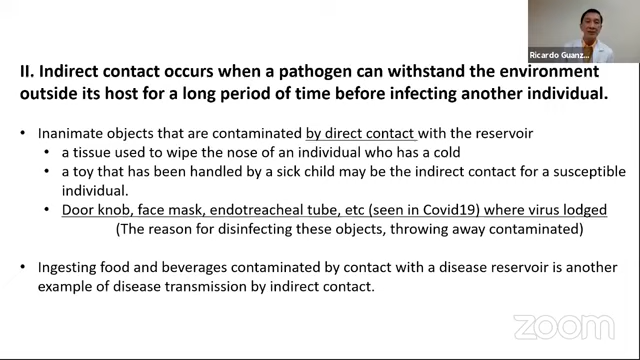 Ricardo Guanz...
II. Indirect contact occurs when a pathogen can withstand the environment
outside its host for a long period of time before infecting another individual.
• Inanimate objects that are contaminated by direct contact with the reservoir
• a tissue used to wipe the nose of an individual who has a cold
• a toy that has been handled by a sick child may be the indirect contact for a susceptible
individual.
• Door knob, face mask, endotreacheal tube, etc (seen in Covid19) where virus lodged
(The reason for disinfecting these objects, throwing away contaminated)
• Ingesting food and beverages contaminated by contact with a disease reservoir is another
example of disease transmission by indirect contact.
zoom